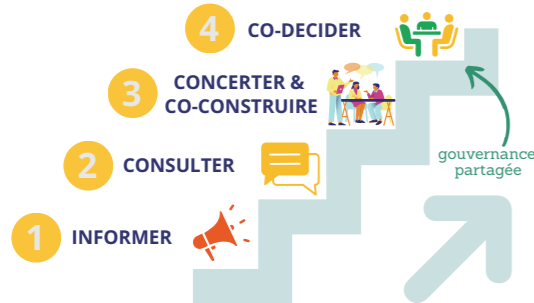 4 CO-DECIDER
3 CONCERTER &
CO-CONSTRUIRE
gouvernance
partagée
2 CONSULTER
1 INFORMER